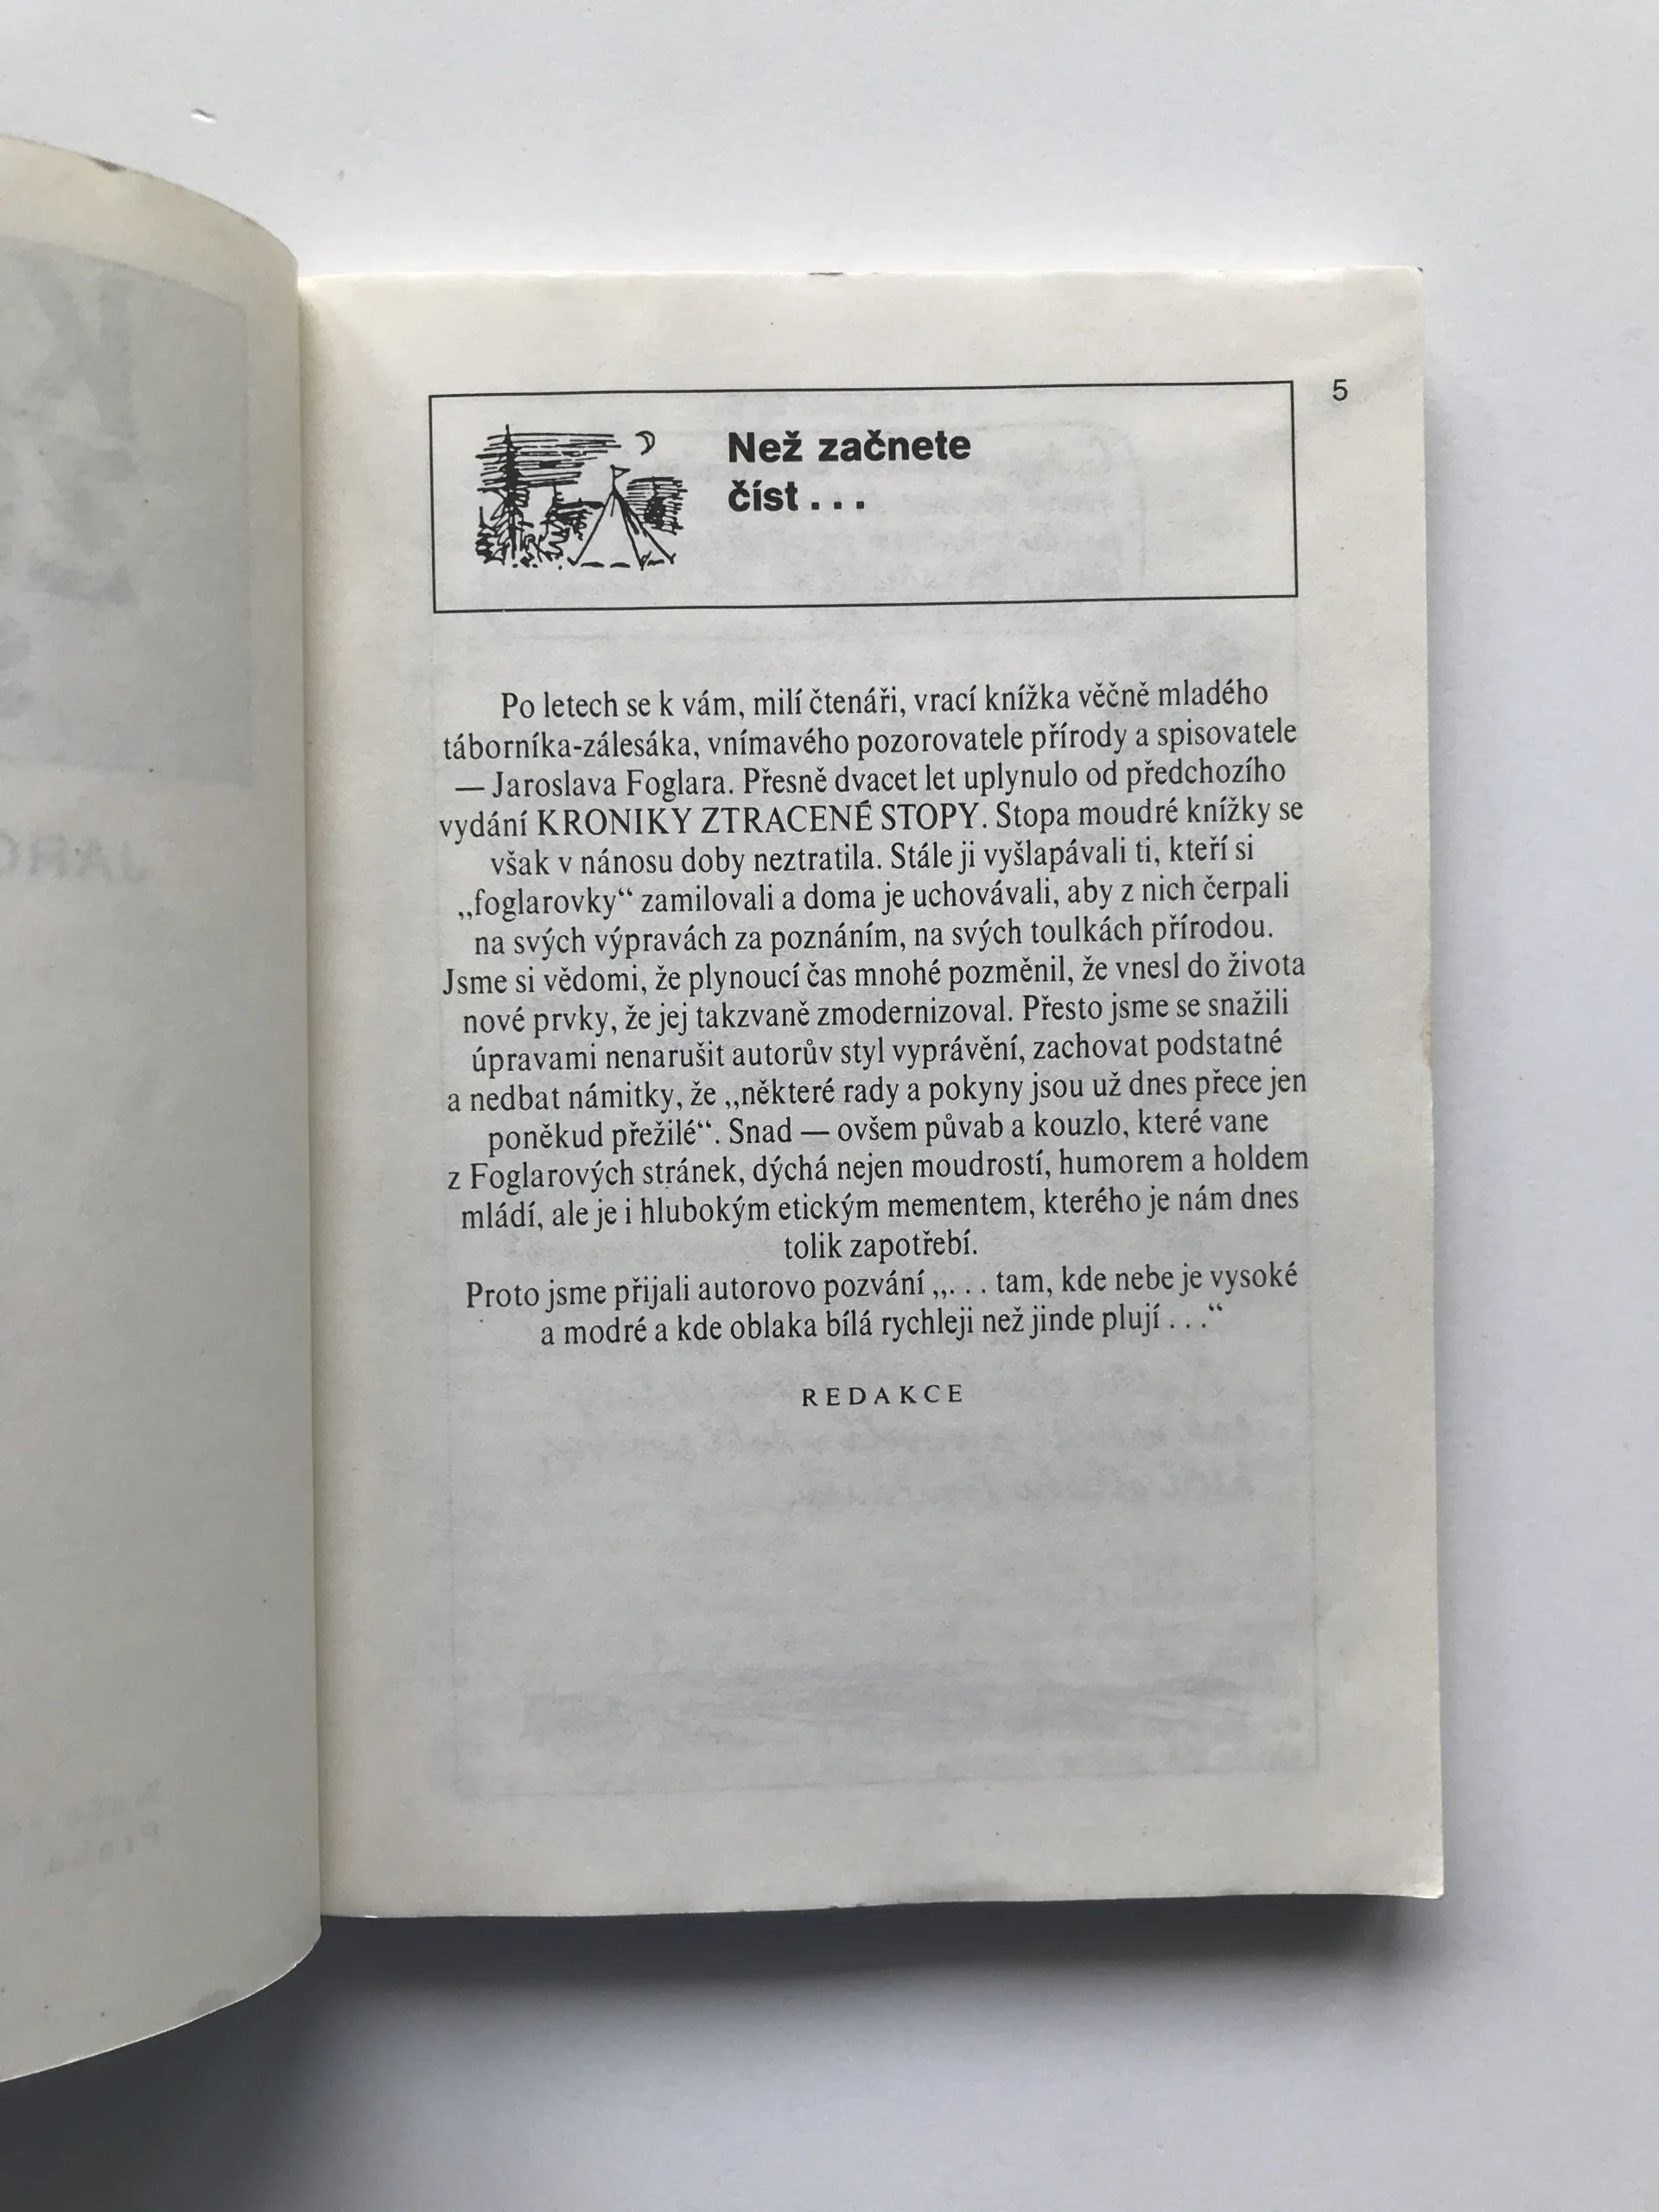 5
Než začnete
číst . . .
Po letech se k vám, milí čtenáři, vrací knížka věčně mladého
táborníka-zálesáka, vnímavého pozorovatele přírody a spisovatele
— Jaroslava Foglara. Přesně dvacet let uplynulo od předchozího
vydání KRONIKY ZTRACENÉ STOPY. Stopa moudré knížky se
však v nánosu doby neztratila. Stále ji vyšlapávali ti, kteří si
„foglarovky“ zamilovali a doma je uchovávali, aby z nich čerpali
na svých výpravách za poznáním, na svých toulkách přírodou.
Jsme si vědomi, že plynoucí čas mnohé pozměnil, že vnesl do života
nové prvky, že jej takzvaně zmodernizoval. Přesto jsme se snažili
úpravami nenarušit autorův styl vyprávění, zachovat podstatné
a nedbat námitky, že „některé rady a pokyny jsou už dnes přece jen
poněkud přežilé“. Snad — ovšem půvab a kouzlo, které vane
z Foglarových stránek, dýchá nejen moudrostí, humorem a holdem
mládí, ale je i hlubokým etickým mementem, kterého je nám dnes
tolik zapotřebí.
Proto jsme přijali autorovo pozvání „. . . tam, kde nebe je vysoké
a modré a kde oblaka bílá rychleji než jinde plují . . .“
REDAKCE